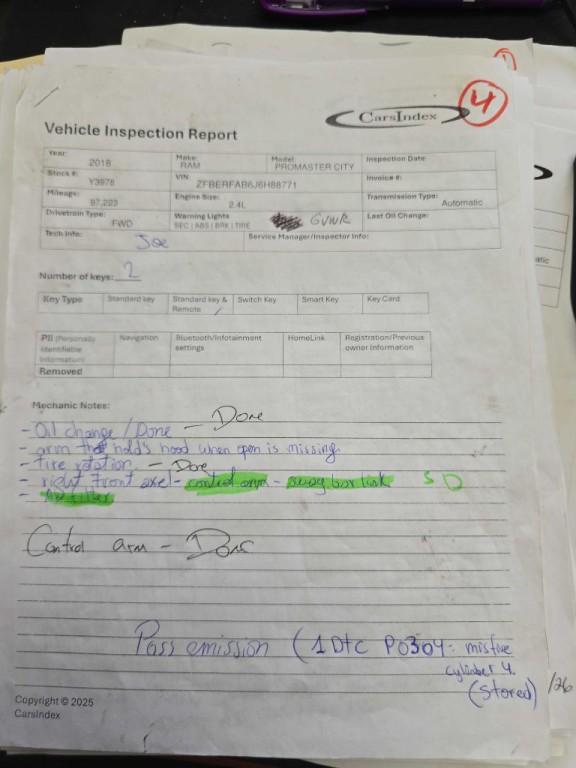 1
4
CarsIndex
Vehicle Inspection Report
Year: 2018 Make: RAM Model PROMASTER CITY Inspection Date:
Stock #: Y3978 VIN: ZFBERFAB6J6H88771 Invoice #:
Mileage: 87,223 Engine Size: 2.4L Transmission Type: Automatic
Drivetrain Type: FWD Warning Lights SEC | ABS | BRK | TIRE GVWR Last Oil Change:
Tech Info: Joe Service Manager/Inspector Info:
Number of keys: 2
Key Type Standard key Standard key & Remote / Switch Key Smart Key Key Card
PII (Personally Identifiable Information) Navigation Bluetooth/Infotainment settings HomeLink Registration/Previous owner Information
Removed
Mechanic Notes:
- Oil change / Done - Done
- arm that hold's hood when open is missing
- tire rotation - Done
- right front axel - control arm - sway bar link SD
- Air filter
Control arm - Done
Pass emission (1 DTC P0304: misfire
cylinder 4.
(stored)
/26
Copyright © 2025
CarsIndex
atic